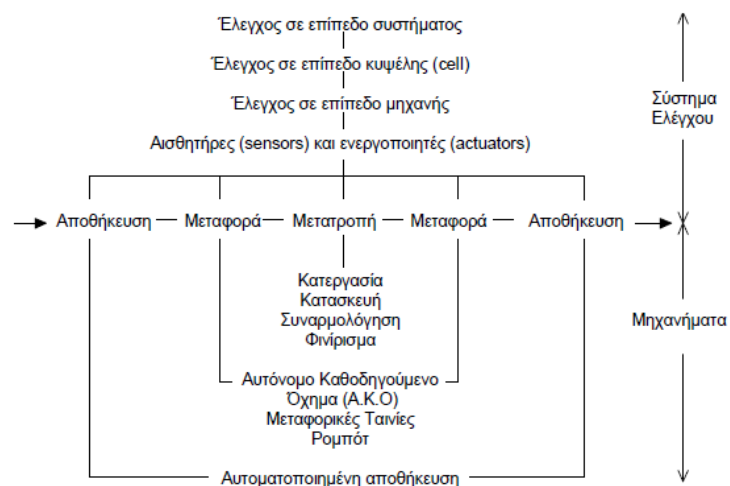 Έλεγχος σε επίπεδο συστήματος
Έλεγχος σε επίπεδο κυψέλης (cell)
Έλεγχος σε επίπεδο μηχανής
Σύστημα
Ελέγχου
Αισθητήρες (sensors) και ενεργοποιητές (actuators)
Αποθήκευση Μεταφορά Μετατροπή Μεταφορά Αποθήκευση
Κατεργασία
Κατασκευή
Συναρμολόγηση
Φινίρισμα
Μηχανήματα
Αυτόνομο Καθοδηγούμενο
Όχημα (Α.Κ.Ο)
Μεταφορικές Ταινίες
Ρομπότ
Αυτοματοποιημένη αποθήκευση